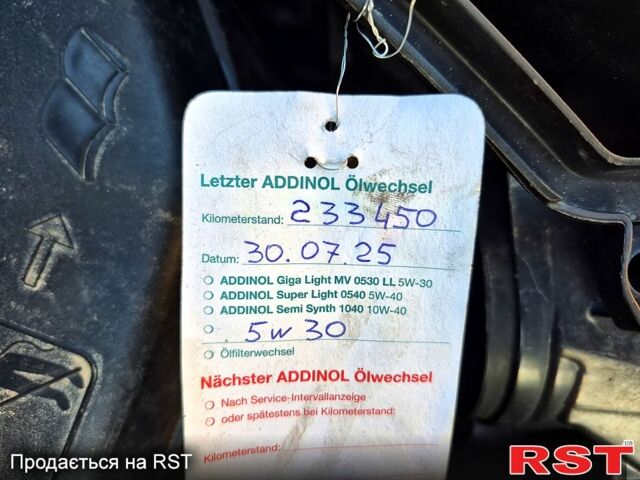 Letzter ADDINOL Ölwechsel
Kilometerstand: 233450
Datum: 30.07.25
ADDINOL Giga Light MV 0530 LL 5W-30
ADDINOL Super Light 0540 5W-40
ADDINOL Semi Synth 1040 10W-40
5w30
Ölfilterwechsel
Nächster ADDINOL Ölwechsel
Nach Service-Intervallanzeige
oder spätestens bei Kilometerstand:
Kilometerstand:
Продається на RST
RST